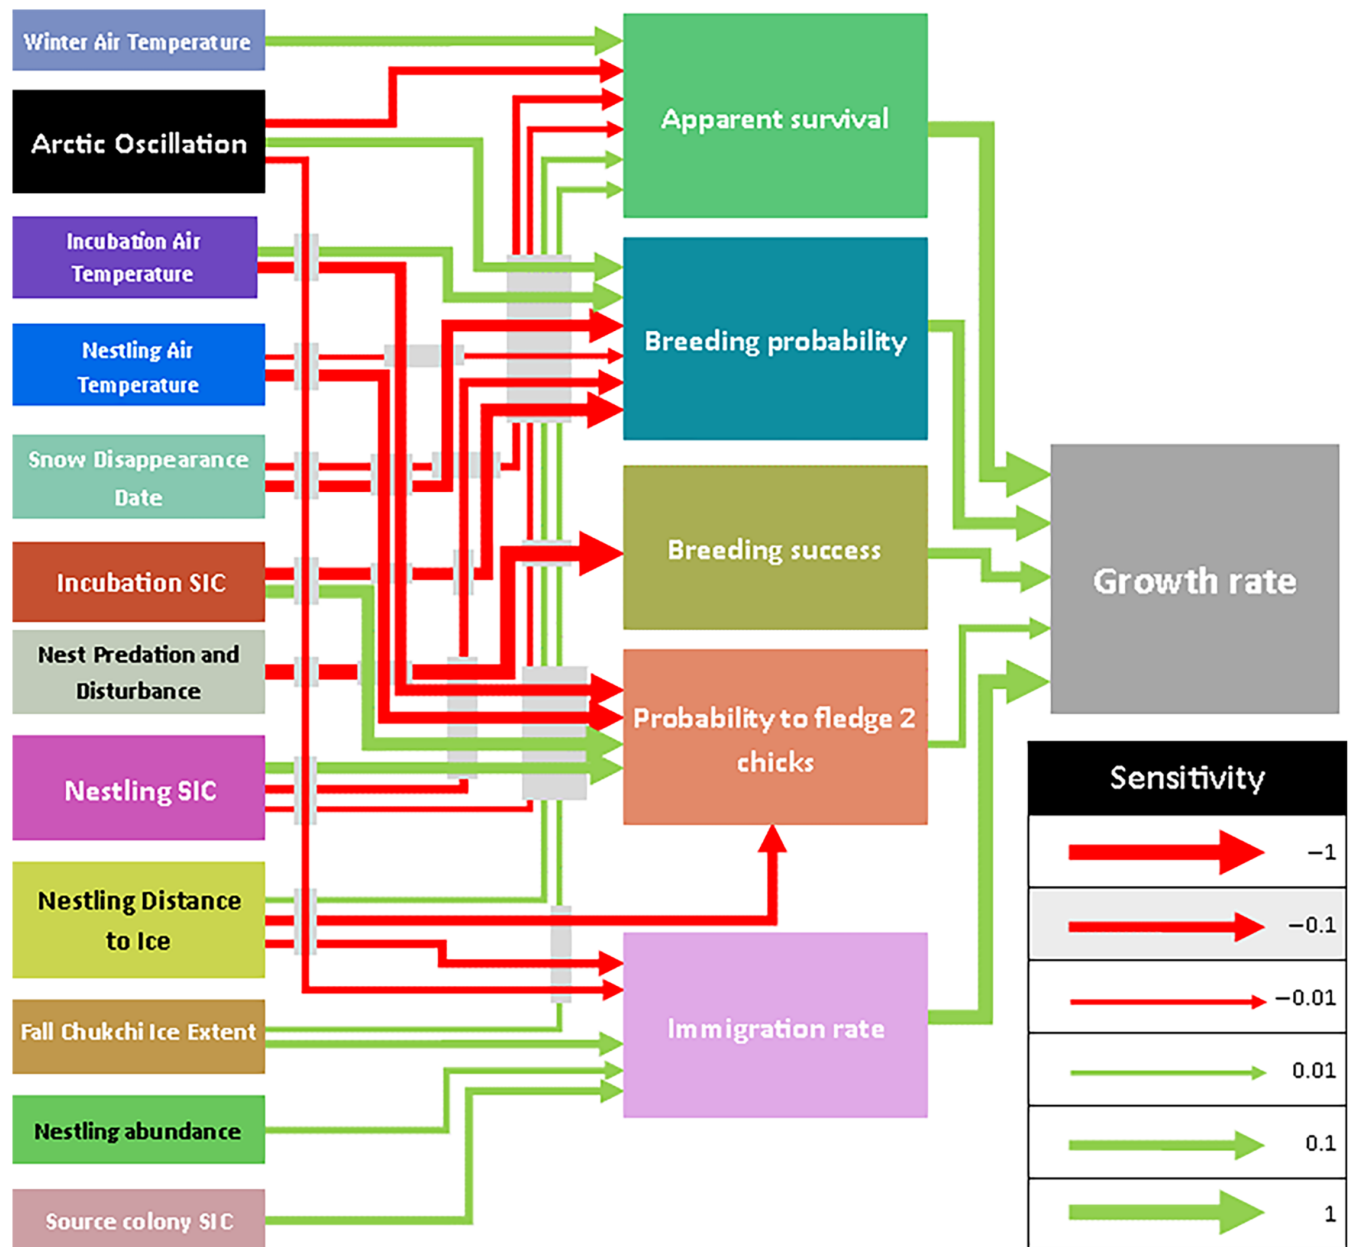 Winter Air Temperature
Arctic Oscillation
Incubation Air
Temperature
Nestling Air
Temperature
Snow Disappearance
Date
Incubation SIC
Nest Predation and
Disturbance
Nestling SIC
Nestling Distance
to Ice
Fall Chukchi Ice Extent
Nestling abundance
Source colony SIC
Apparent survival
Breeding probability
Breeding success
Probability to fledge 2
chicks
Immigration rate
Growth rate
Sensitivity
−1
−0.1
−0.01
0.01
0.1
1